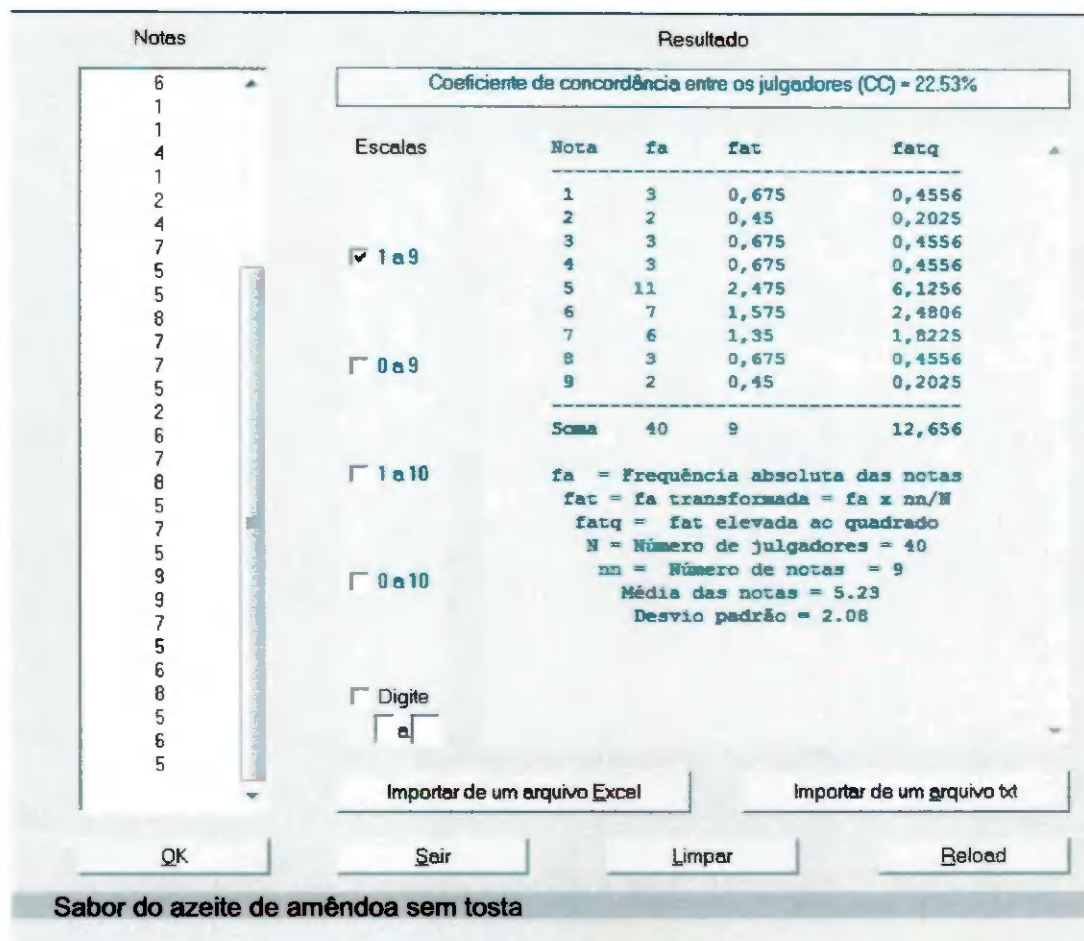 Notas
Resultado
6
1
1
4
1
2
4
7
5
5
8
7
7
5
2
6
7
8
5
7
5
9
9
7
5
6
8
5
6
5
Coeficiente de concordância entre os julgadores (CC) = 22.53%
Escalas
1 a 9
0 a 9
1 a 10
0 a 10
Digite
a
Nota fa fat fatq
1 3 0,675 0,4556
2 2 0,45 0,2025
3 3 0,675 0,4556
4 3 0,675 0,4556
5 11 2,475 6,1256
6 7 1,575 2,4806
7 6 1,35 1,8225
8 3 0,675 0,4556
9 2 0,45 0,2025
Soma 40 9 12,656
fa = Frequência absoluta das notas
fat = fa transformada = fa x nn/N
fatq = fat elevada ao quadrado
N = Número de julgadores = 40
nn = Número de notas = 9
Média das notas = 5.23
Desvio padrão = 2.08
Importar de um arquivo Excel
Importar de um arquivo txt
OK
Sair
Limpar
Reload
Sabor do azeite de amêndoa sem tosta